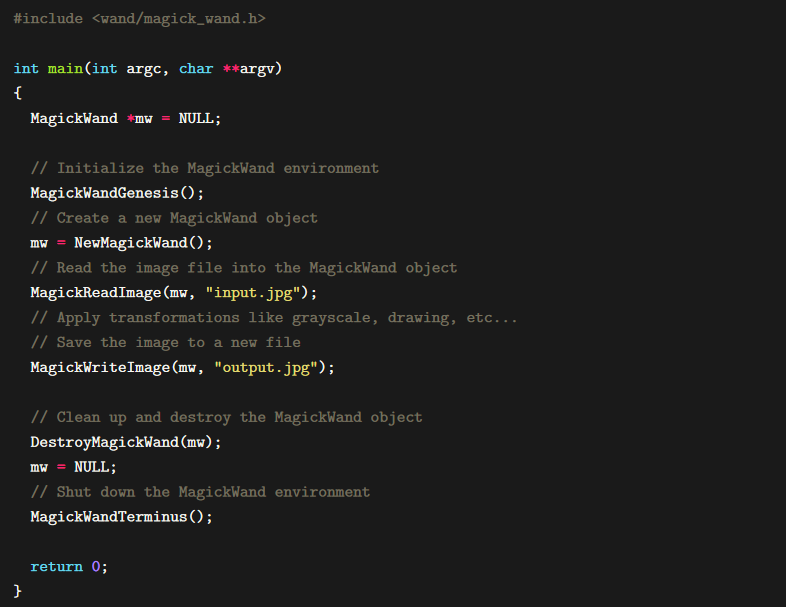 #include <wand/magick_wand.h>
int main(int argc, char **argv)
{
MagickWand *mw = NULL;
// Initialize the MagickWand environment
MagickWandGenesis();
// Create a new MagickWand object
mw = NewMagickWand();
// Read the image file into the MagickWand object
MagickReadImage(mw, "input.jpg");
// Apply transformations like grayscale, drawing, etc...
// Save the image to a new file
MagickWriteImage(mw, "output.jpg");
// Clean up and destroy the MagickWand object
DestroyMagickWand(mw);
mw = NULL;
// Shut down the MagickWand environment
MagickWandTerminus();
return 0;
}